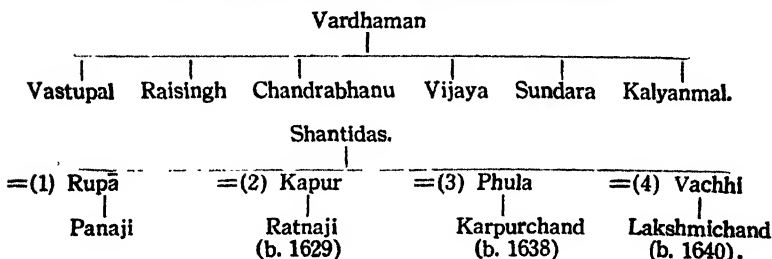 Vardhaman
Vastupal Raisingh Chandrabhanu Vijaya Sundara Kalyanmal.
Shantidas.
=(1) Rupā =(2) Kapur =(3) Phula =(4) Vachhi
Panaji Ratnaji Karpurchand Lakshmichand
(b. 1629) (b. 1638) (b. 1640).